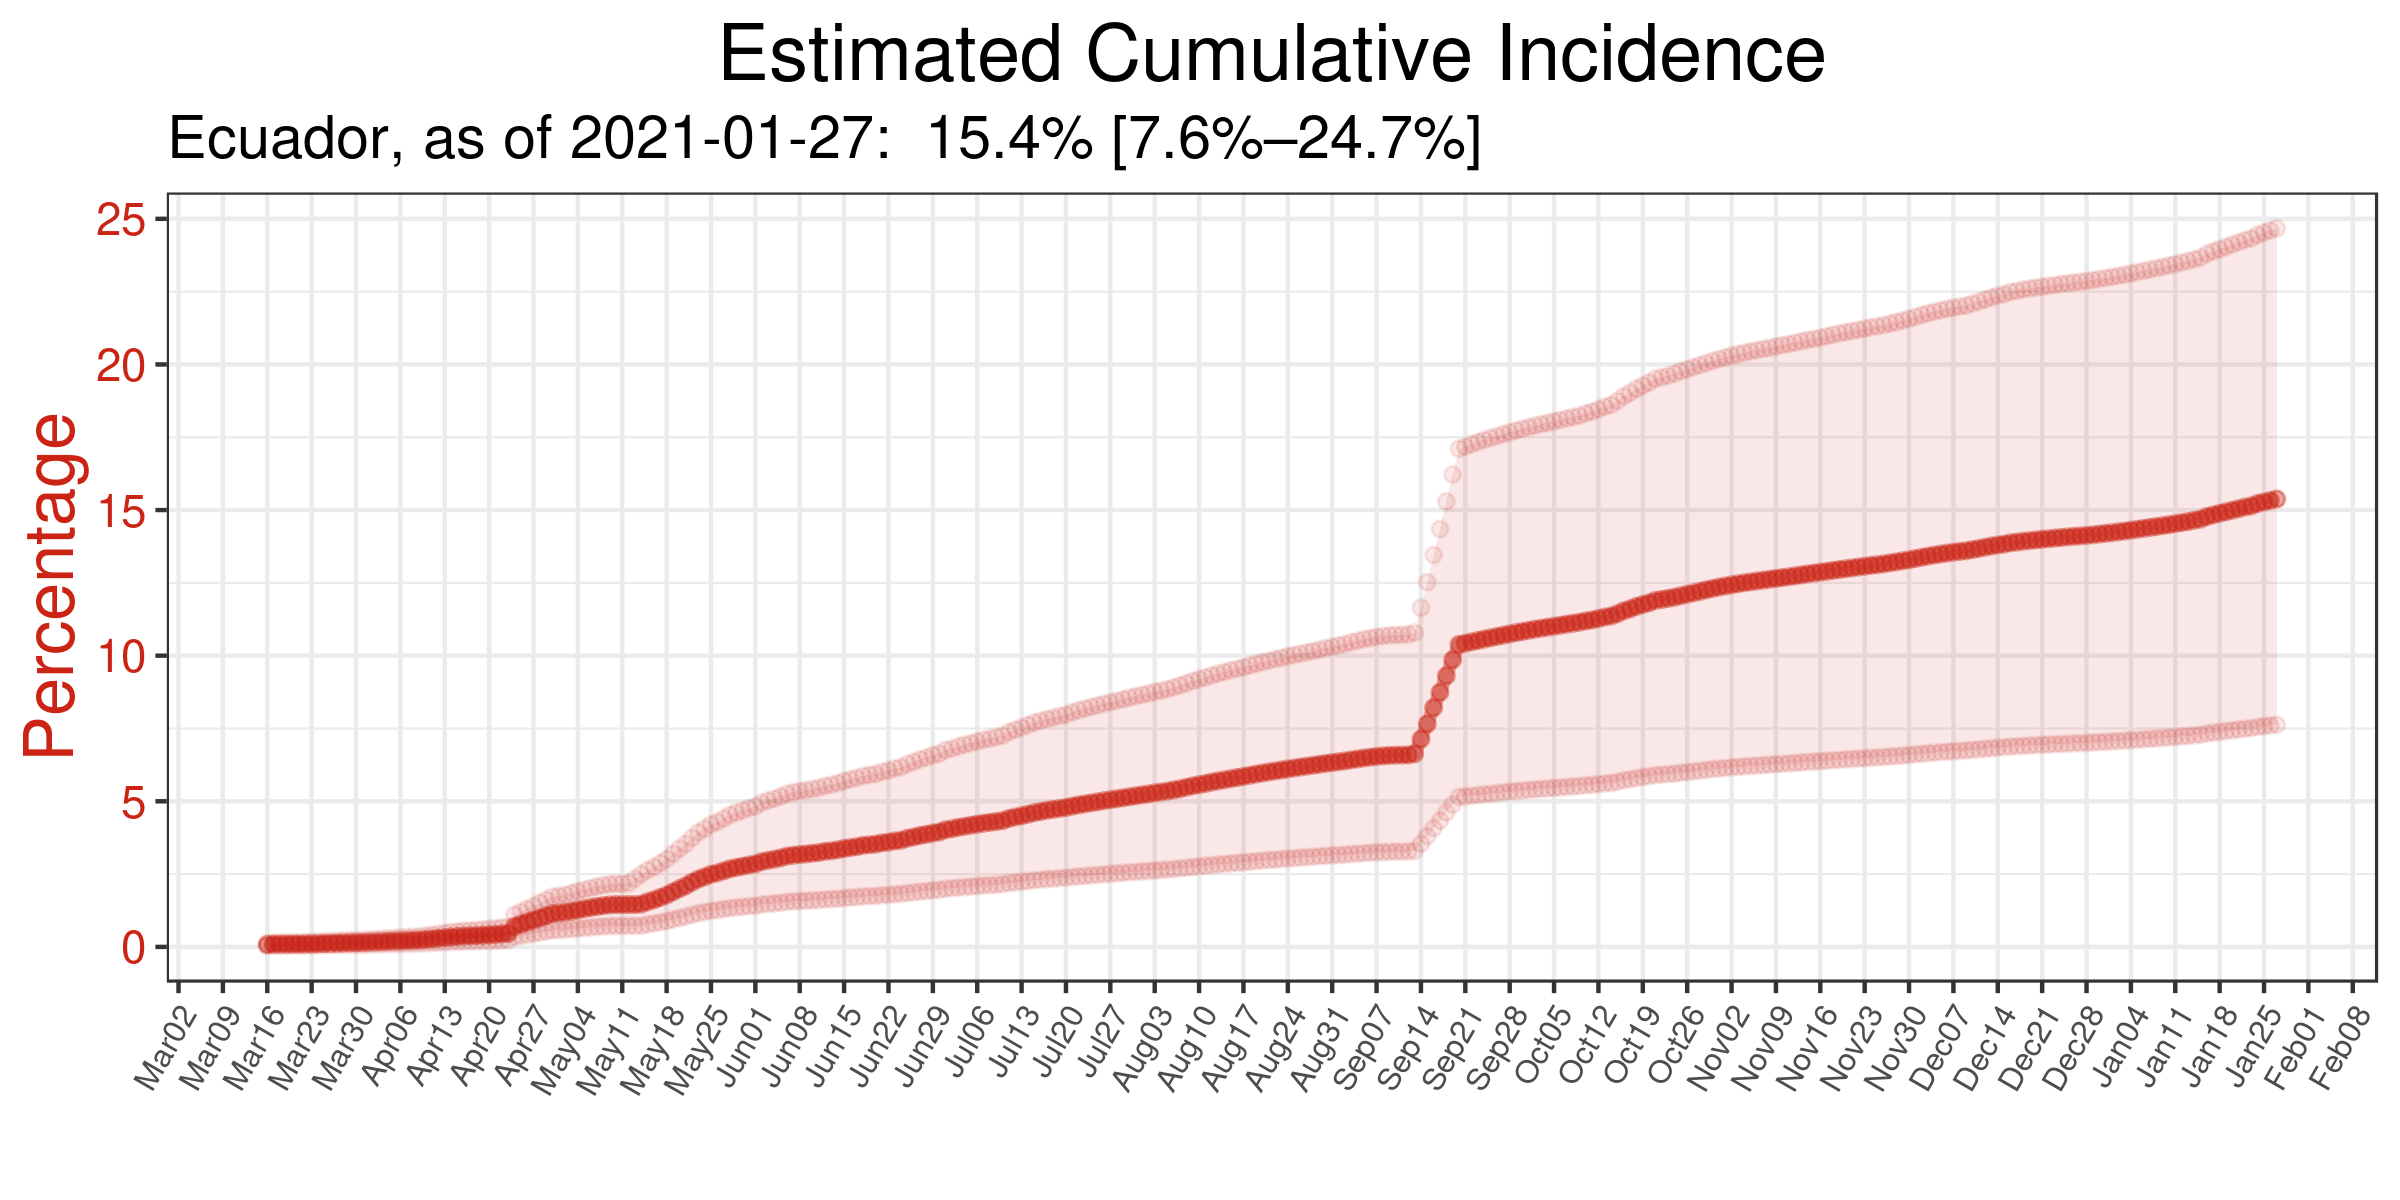 Estimated Cumulative Incidence
Ecuador, as of 2021-01-27:  15.4% [7.6%–24.7%]
Percentage
25
20
15
10
5
0
Mar02
Mar09
Mar16
Mar23
Mar30
Apr06
Apr13
Apr20
Apr27
May04
May11
May18
May25
Jun01
Jun08
Jun15
Jun22
Jun29
Jul06
Jul13
Jul20
Jul27
Aug03
Aug10
Aug17
Aug24
Aug31
Sep07
Sep14
Sep21
Sep28
Oct05
Oct12
Oct19
Oct26
Nov02
Nov09
Nov16
Nov23
Nov30
Dec07
Dec14
Dec21
Dec28
Jan04
Jan11
Jan18
Jan25
Feb01
Feb08